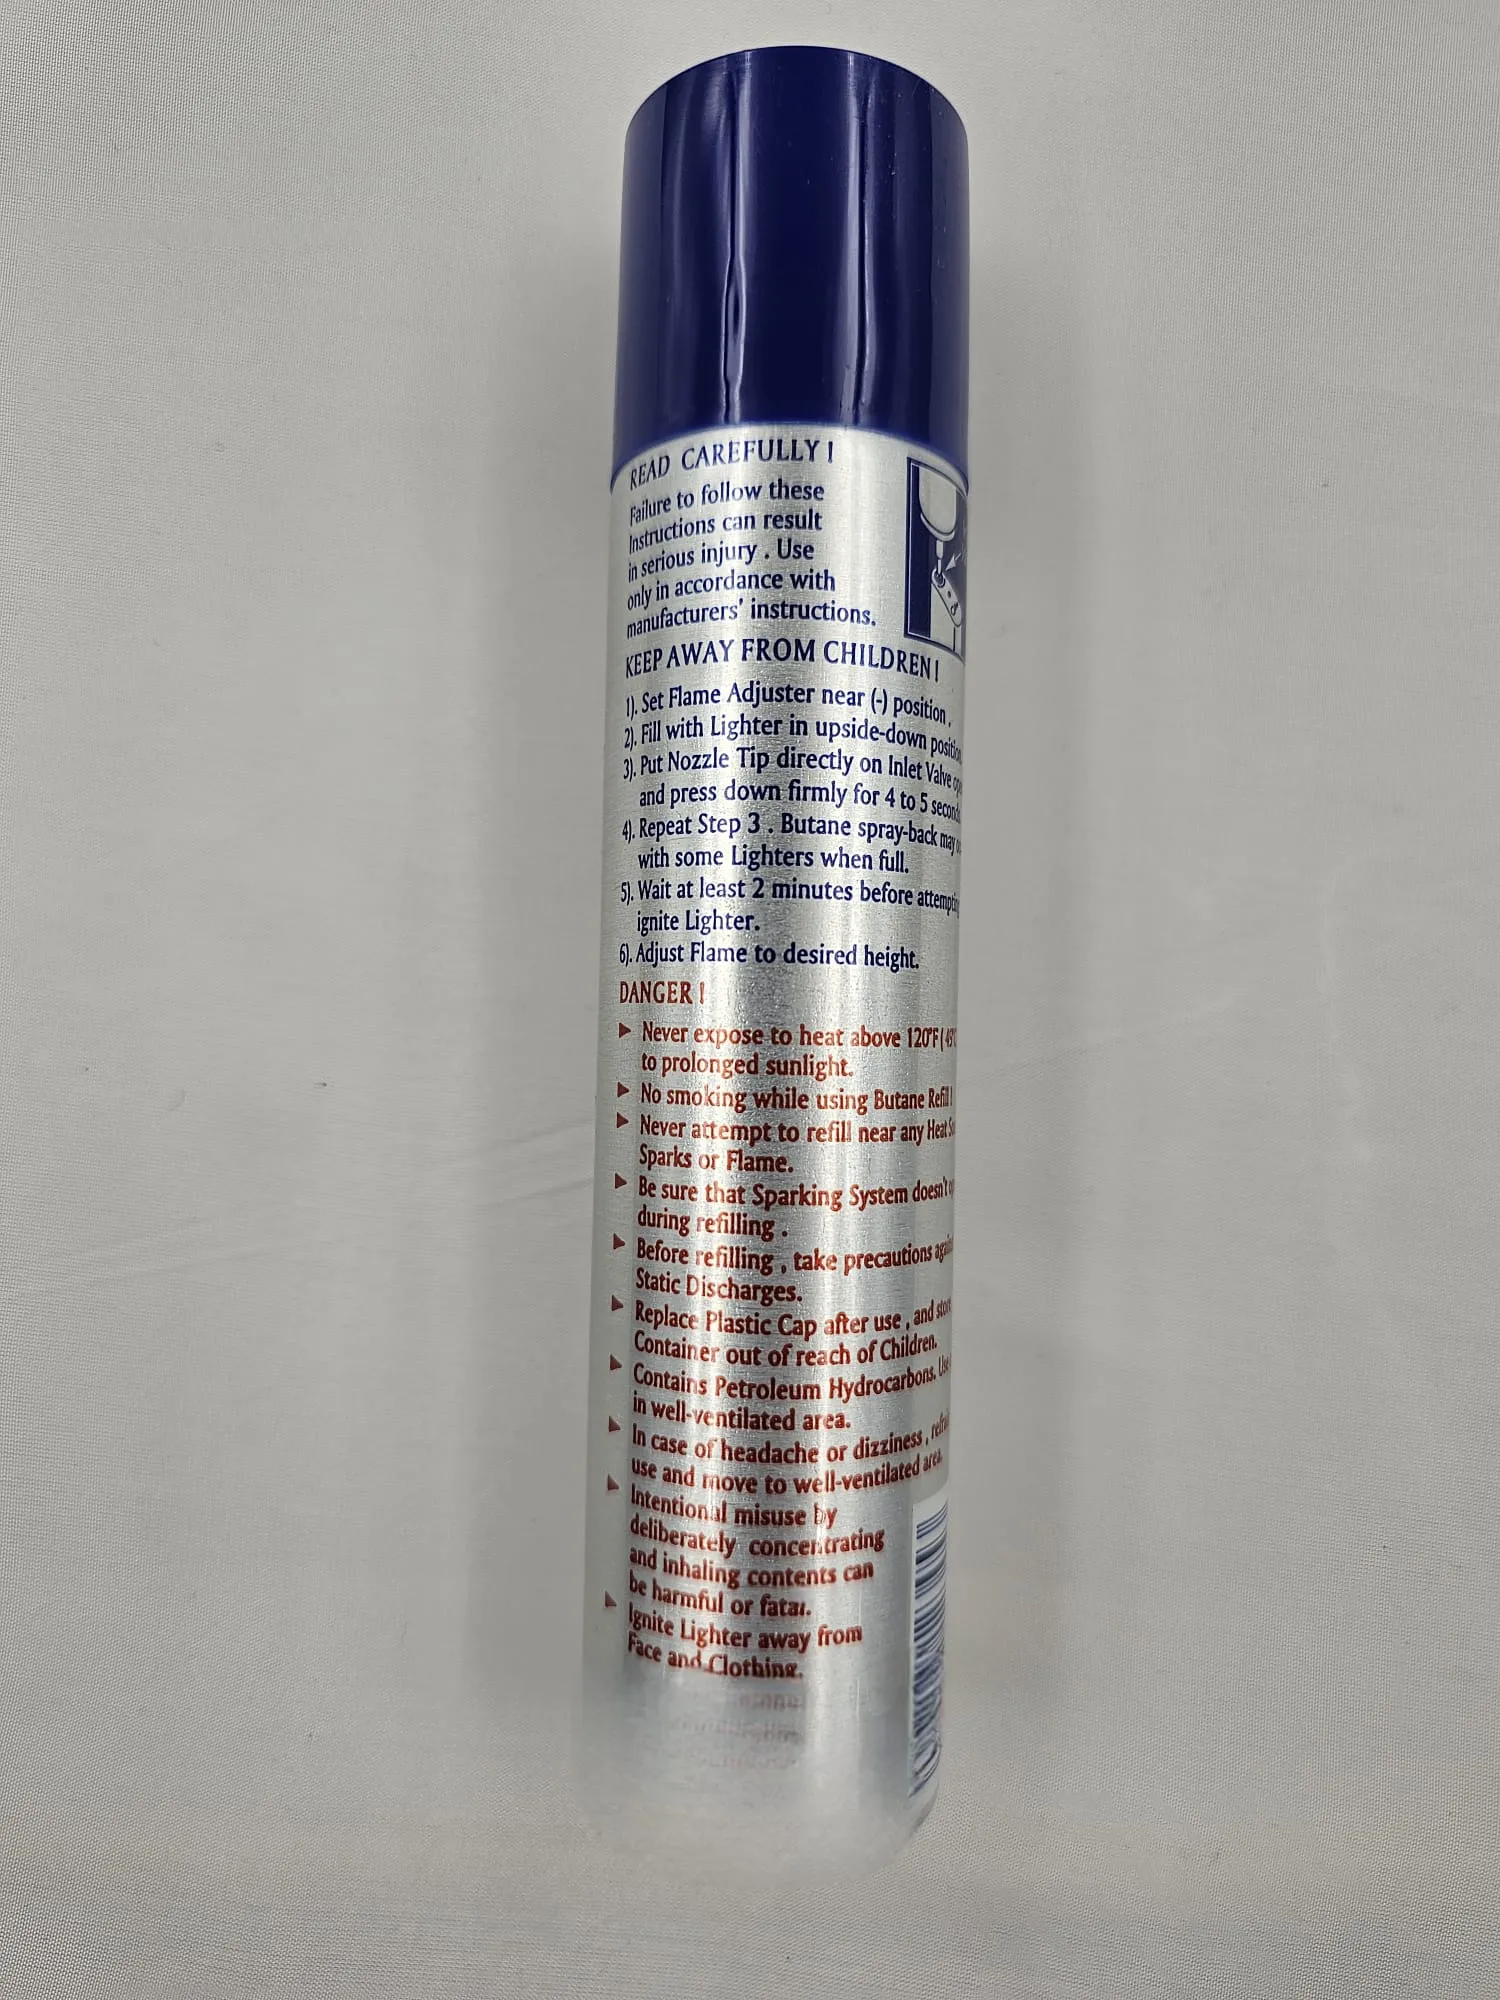 READ CAREFULLY !
Failure to follow these
Instructions can result
in serious injury . Use
only in accordance with
manufacturers' instructions.
KEEP AWAY FROM CHILDREN !
1). Set Flame Adjuster near (-) position .
2). Fill with Lighter in upside-down
3). Put Nozzle Tip directly on Inlet Valve
and press down firmly for 4 to 5
4). Repeat Step 3 . Butane spray-back may
with some Lighters when full.
5). Wait at least 2 minutes before
ignite Lighter.
6). Adjust Flame to desired height.
DANGER !
Never expose to heat above 120°F
to prolonged sunlight.
No smoking while using Butane Refill !
Never attempt to refill near any Heat
Sparks or Flame.
Be sure that Sparking System doesn't
during refilling .
Before refilling , take precautions
Static Discharges.
Replace Plastic Cap after use , and
Container out of reach of Children.
Contains Petroleum Hydrocarbons. Use
in well-ventilated area.
In case of headache or dizziness ,
use and move to well-ventilated area.
Intentional misuse by
deliberately concentrating
and inhaling contents can
be harmful or fatal.
Ignite Lighter away from
Face and Clothing.